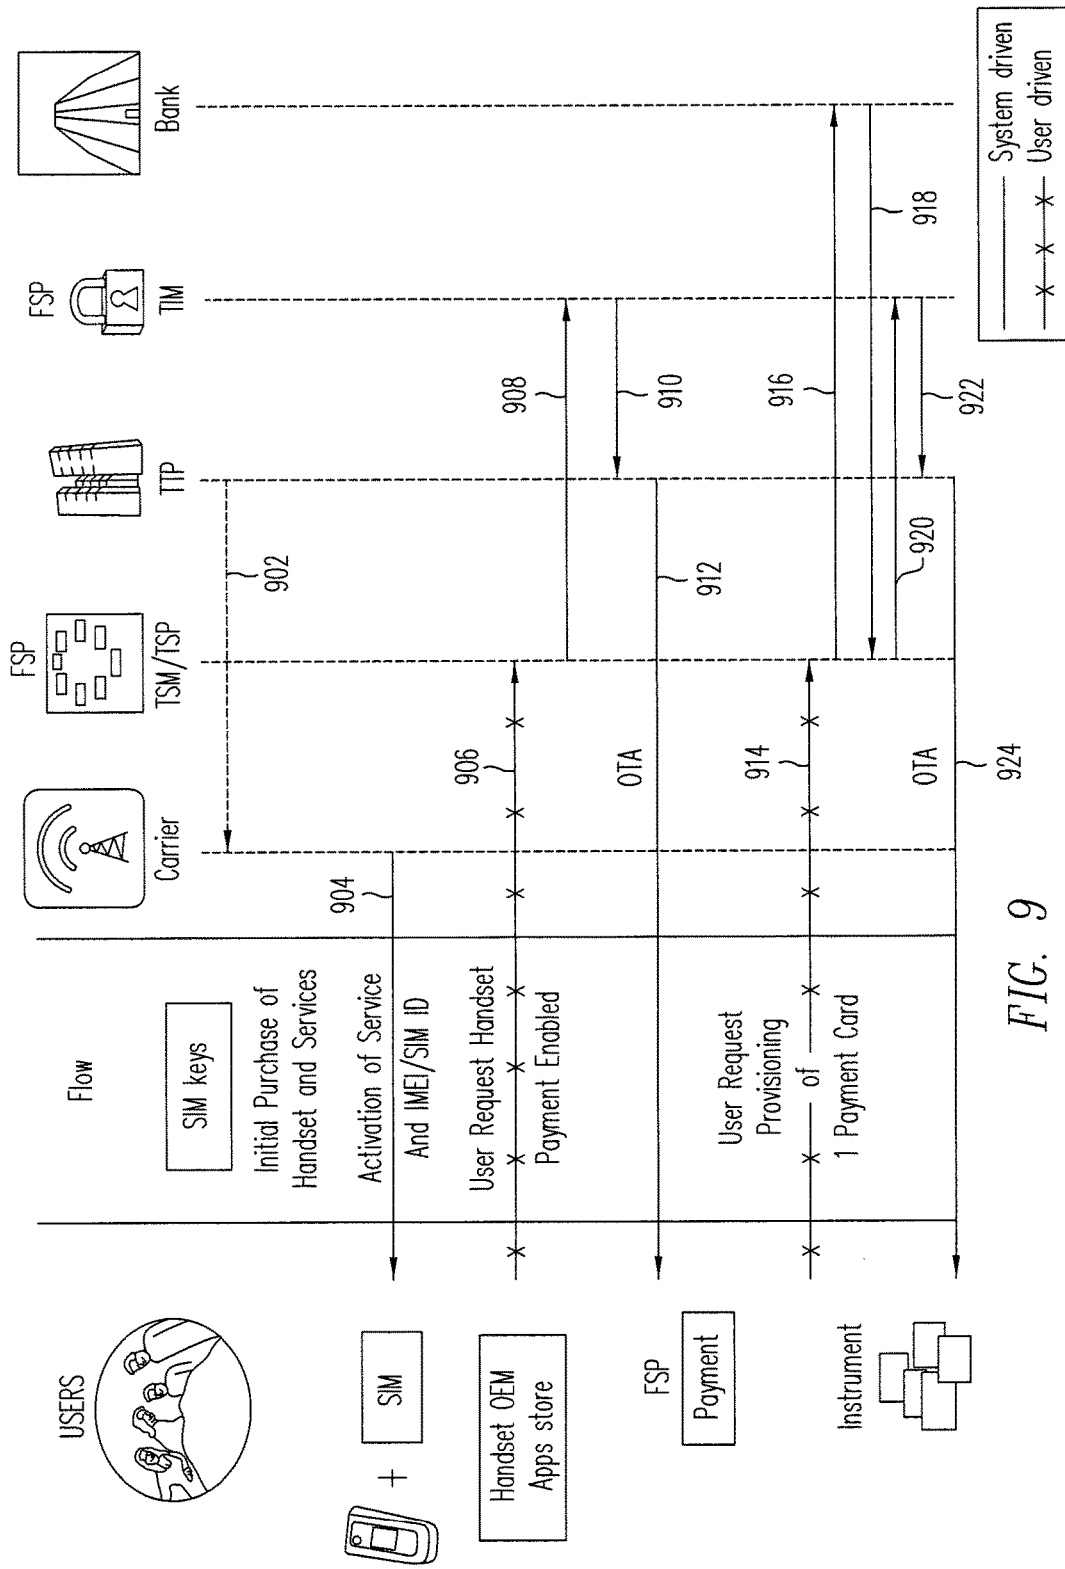 USERS
Flow
Carrier
FSP
TSM/TSP
TTP
FSP
TIM
Bank
SIM keys
902
Initial Purchase of
Handset and Services
+
SIM
Activation of Service
And IMEI/SIM ID
904
Handset OEM
Apps store
User Request Handset
Payment Enabled
906
908
910
OTA
912
FSP
Payment
User Request
Provisioning
of
1 Payment Card
914
916
918
Instrument
920
922
OTA
924
System driven
User driven
FIG. 9